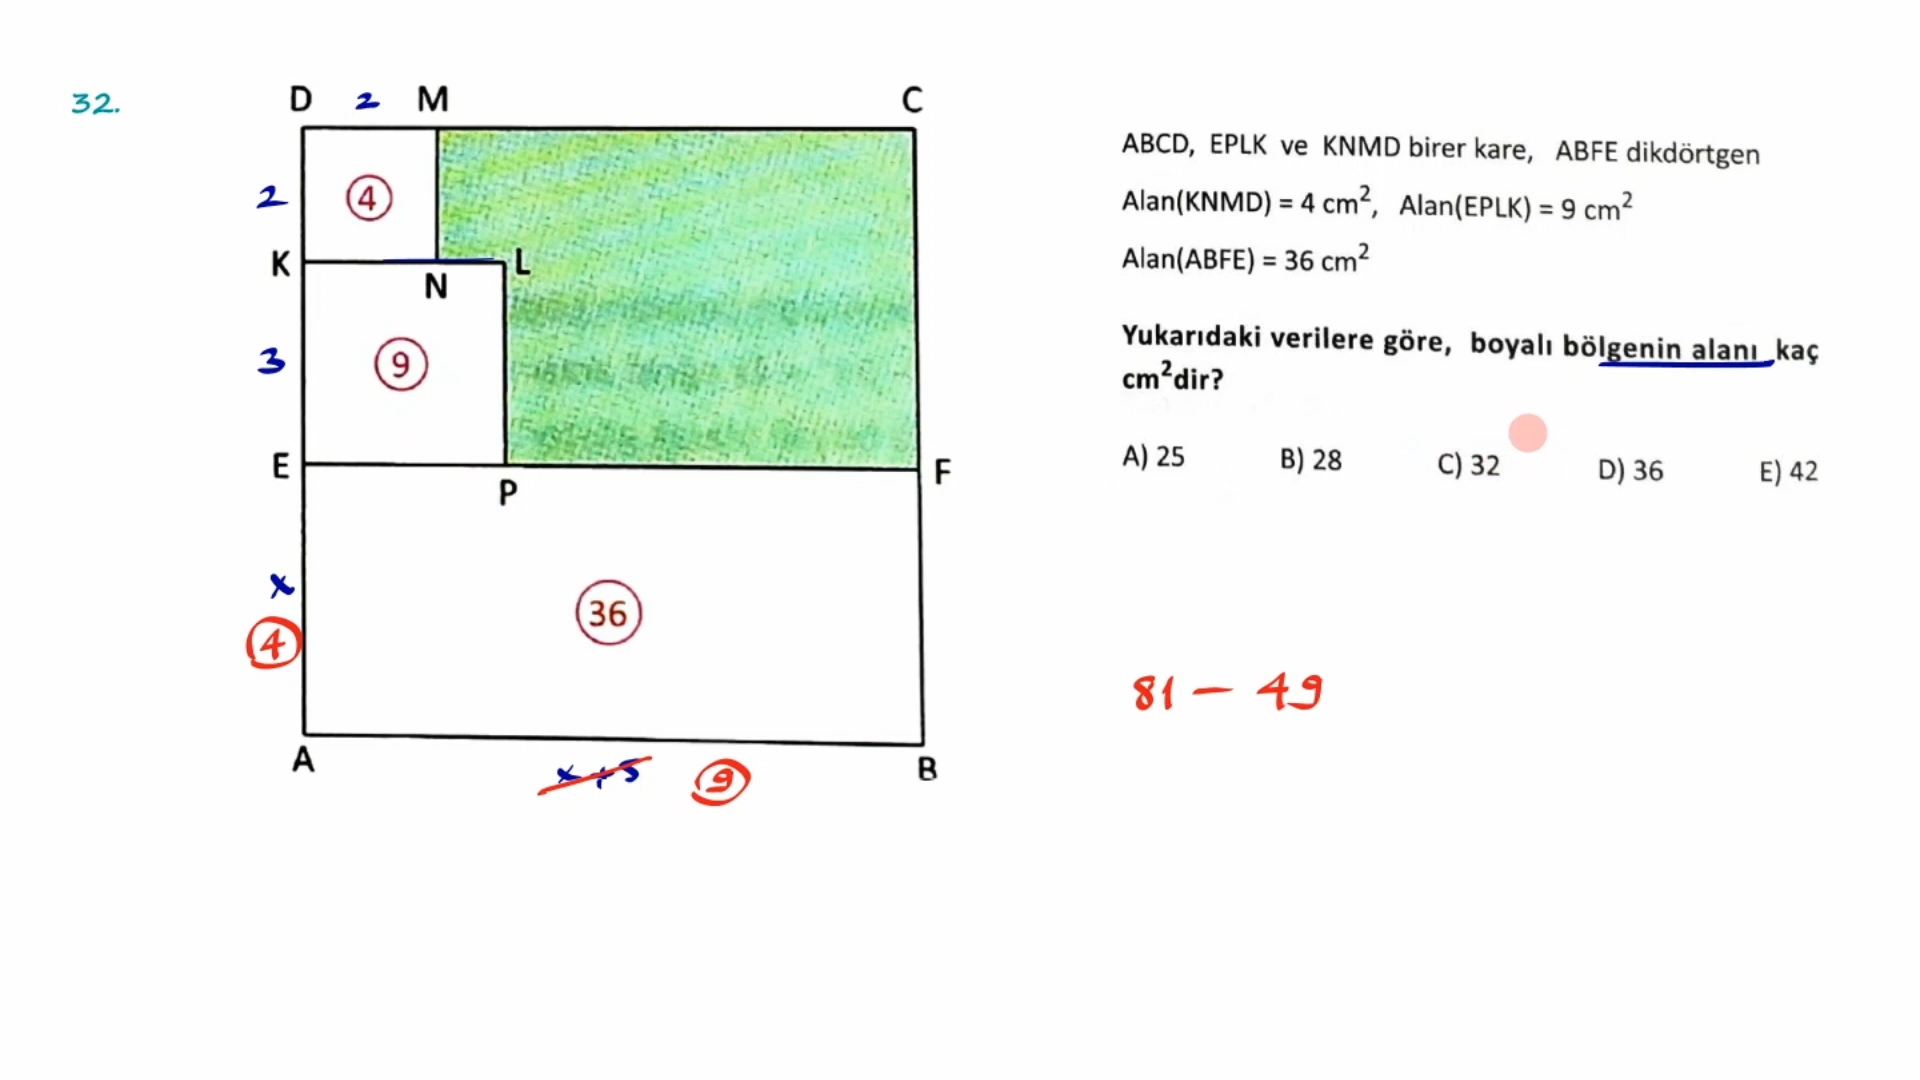 32.
D 2 M C
2 4
K N L
3 9
E P F
x
4 36
A x+5 9 B
ABCD, EPLK ve KNMD birer kare, ABFE dikdörtgen
Alan(KNMD) = 4 cm², Alan(EPLK) = 9 cm²
Alan(ABFE) = 36 cm²
Yukarıdaki verilere göre, boyalı bölgenin alanı kaç
cm²dir?
A) 25 B) 28 C) 32 D) 36 E) 42
81 - 49